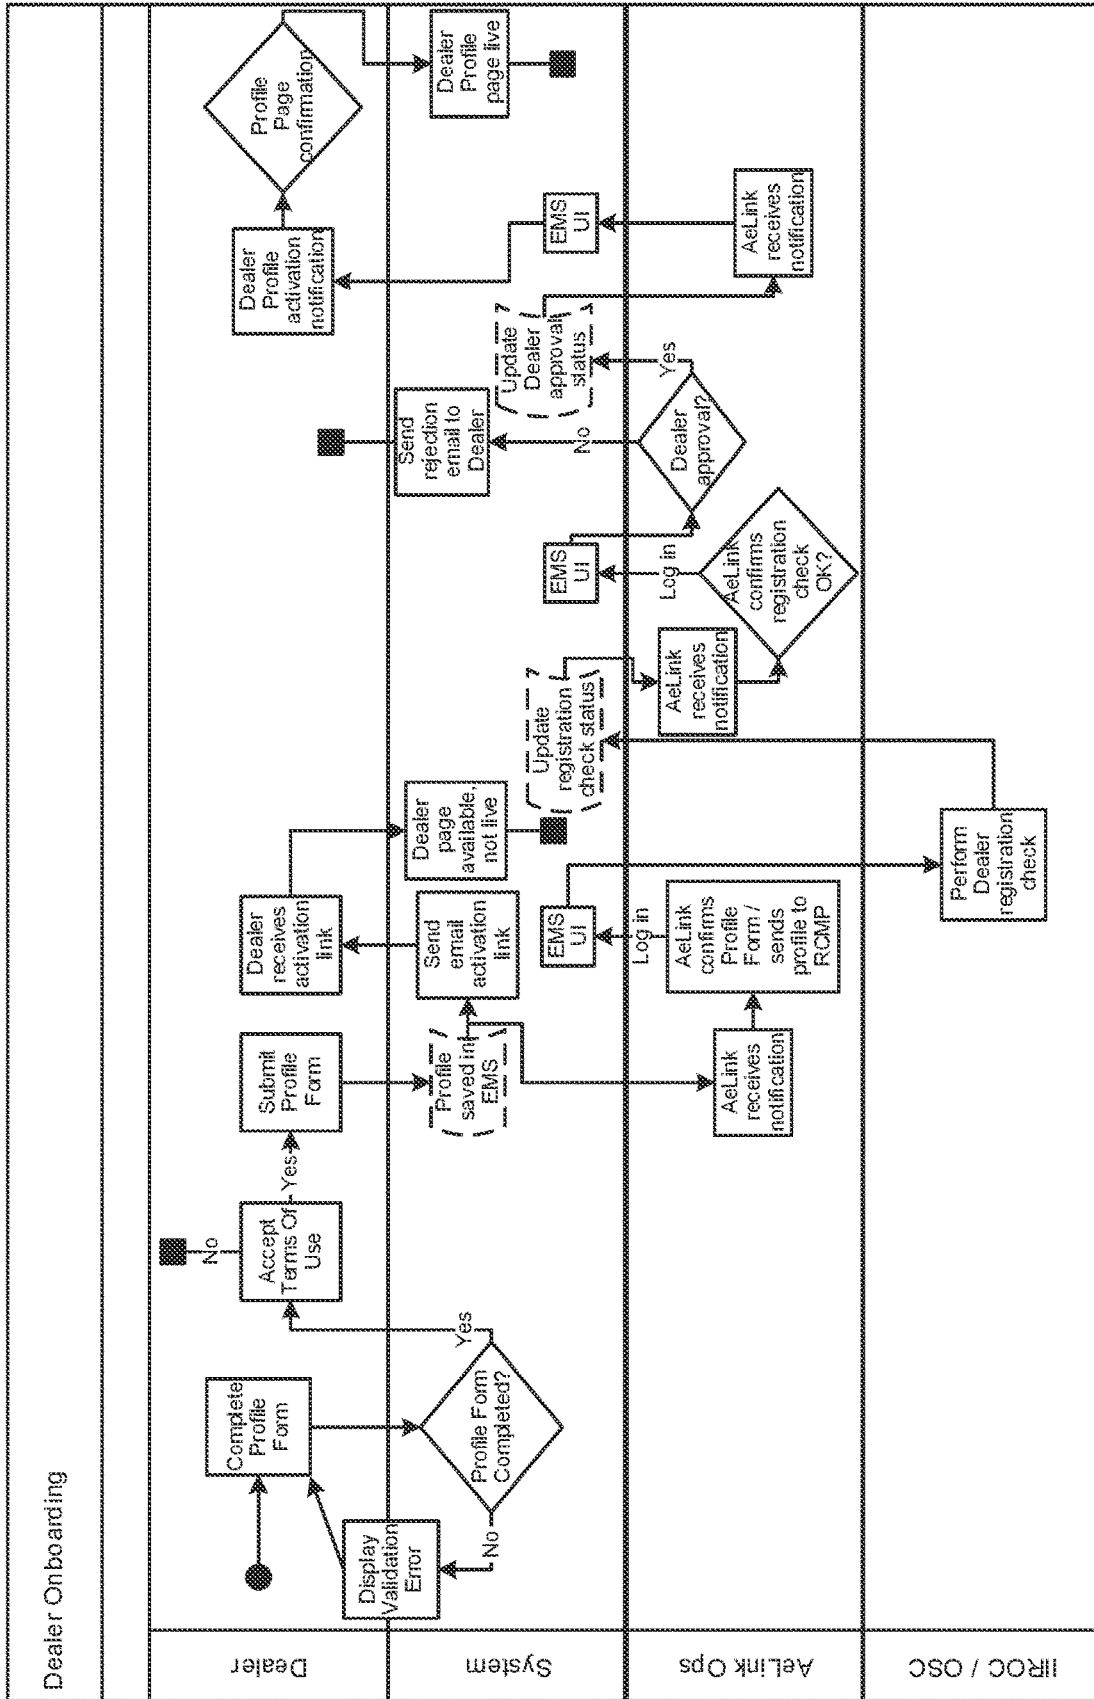 Dealer Onboarding
Dealer
Complete
Profile
Form
Accept
Terms Of
Use
No
Yes
Submit
Profile
Form
Dealer
receives
activation
link
Dealer
Profile
activation
notification
Profile
Page
confirmation
System
Display
Validation
Error
No
Profile Form
Completed?
Yes
Profile
saved in
EMS
Send
email
activation
link
Dealer
page
available,
not live
EMS
UI
Update
registration
check status
EMS
UI
Send
rejection
email to
Dealer
Update
Dealer
approval
status
EMS
UI
Dealer
Profile
page live
AeLink Ops
AeLink
receives
notification
Log in
AeLink
confirms
Profile
Form /
sends
profile to
RCMP
AeLink
receives
notification
Log in
AeLink
confirms
registration
check
OK?
No
Dealer
approval?
Yes
AeLink
receives
notification
IIROC / OSC
Perform
Dealer
registration
check